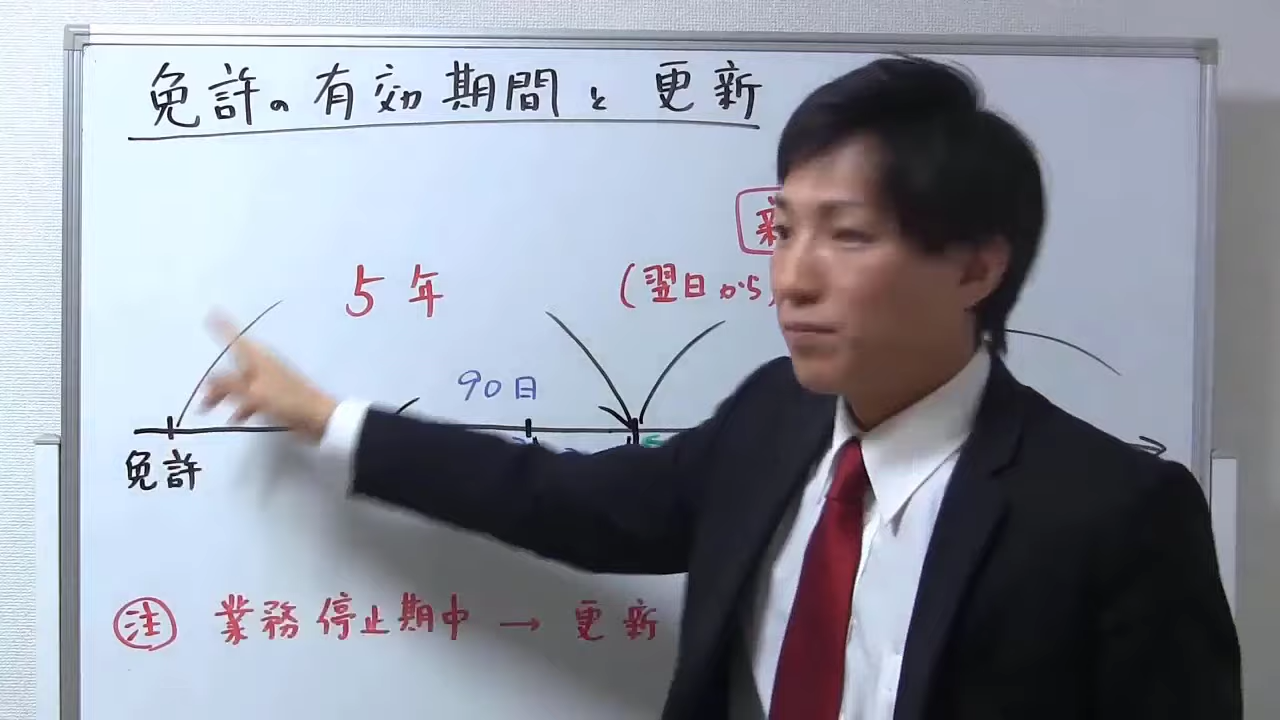 免許の有効期間と更新
5年
(翌日から)
90日
免許
注 業務停止期中 → 更新